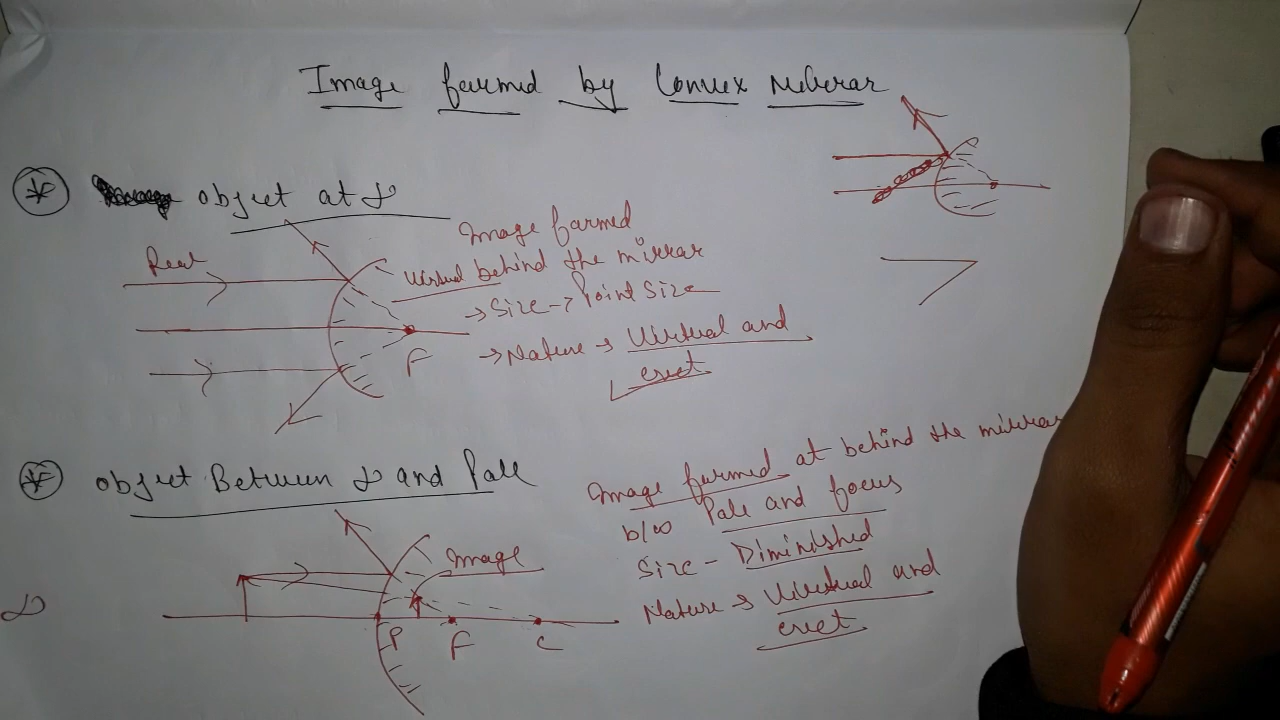 Image formed by Convex Mirror
object at ∞
Real
Image formed
virtual behind the mirror
→ Size → Point Size
→ Nature → Virtual and
erect
F
object Between ∞ and Pole
Image formed at behind the mirror
b/w Pole and focus
Size - Diminished
Nature → Virtual and
erect
Image
∞
P F C